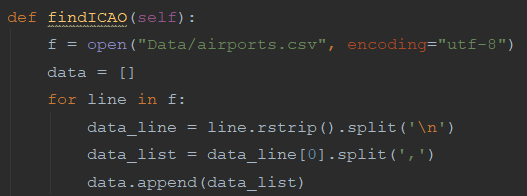 def findICAO(self):
    f = open("Data/airports.csv", encoding="utf-8")
    data = []
    for line in f:
        data_line = line.rstrip().split('\n')
        data_list = data_line[0].split(',')
        data.append(data_list)